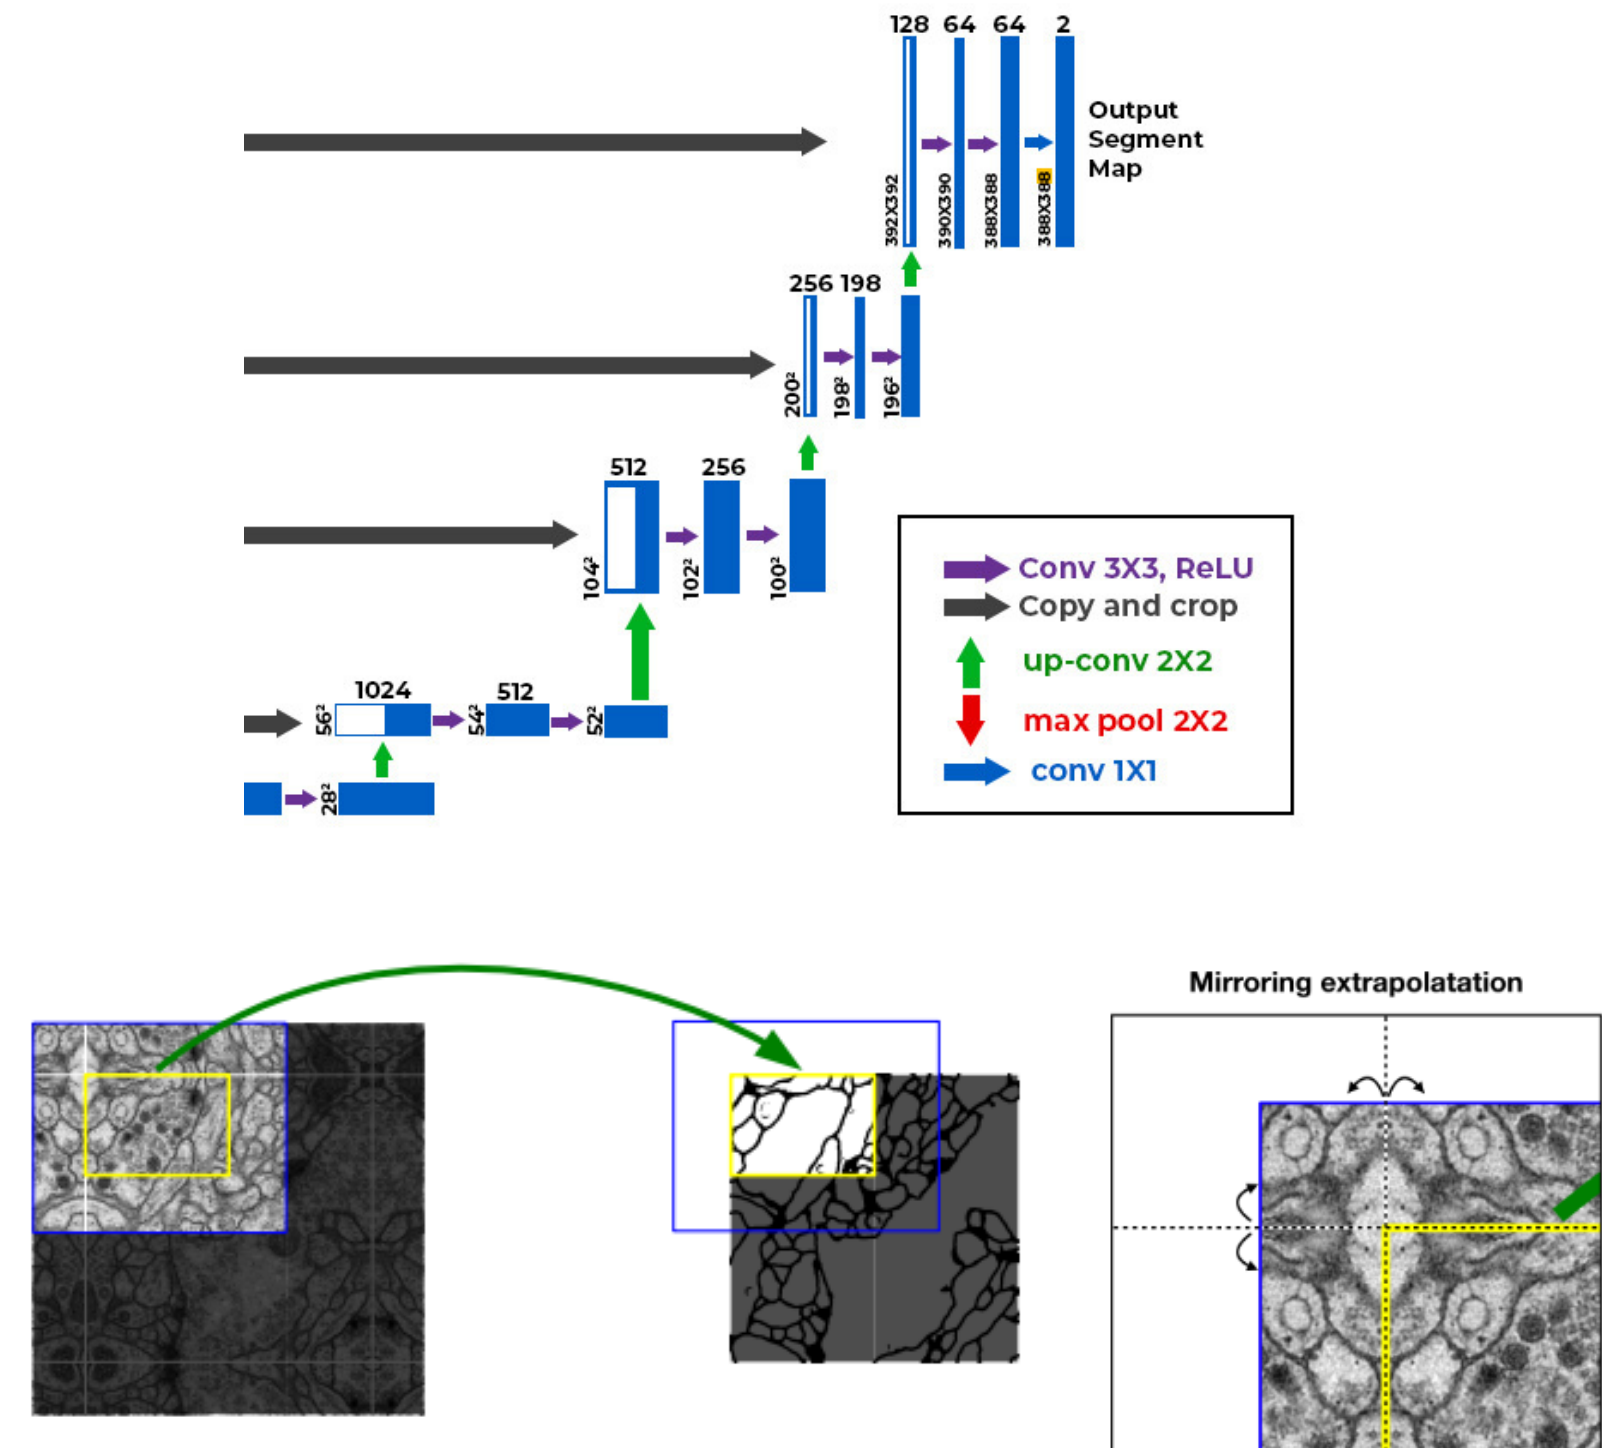 128 64 64 2
Output
Segment
Map
392X392
390X390
388X388
388X388
256 198
200²
198²
196²
512 256
104²
102²
100²
1024 512
56²
54²
52²
28²
Conv 3X3, ReLU
Copy and crop
up-conv 2X2
max pool 2X2
conv 1X1
Mirroring extrapolatation